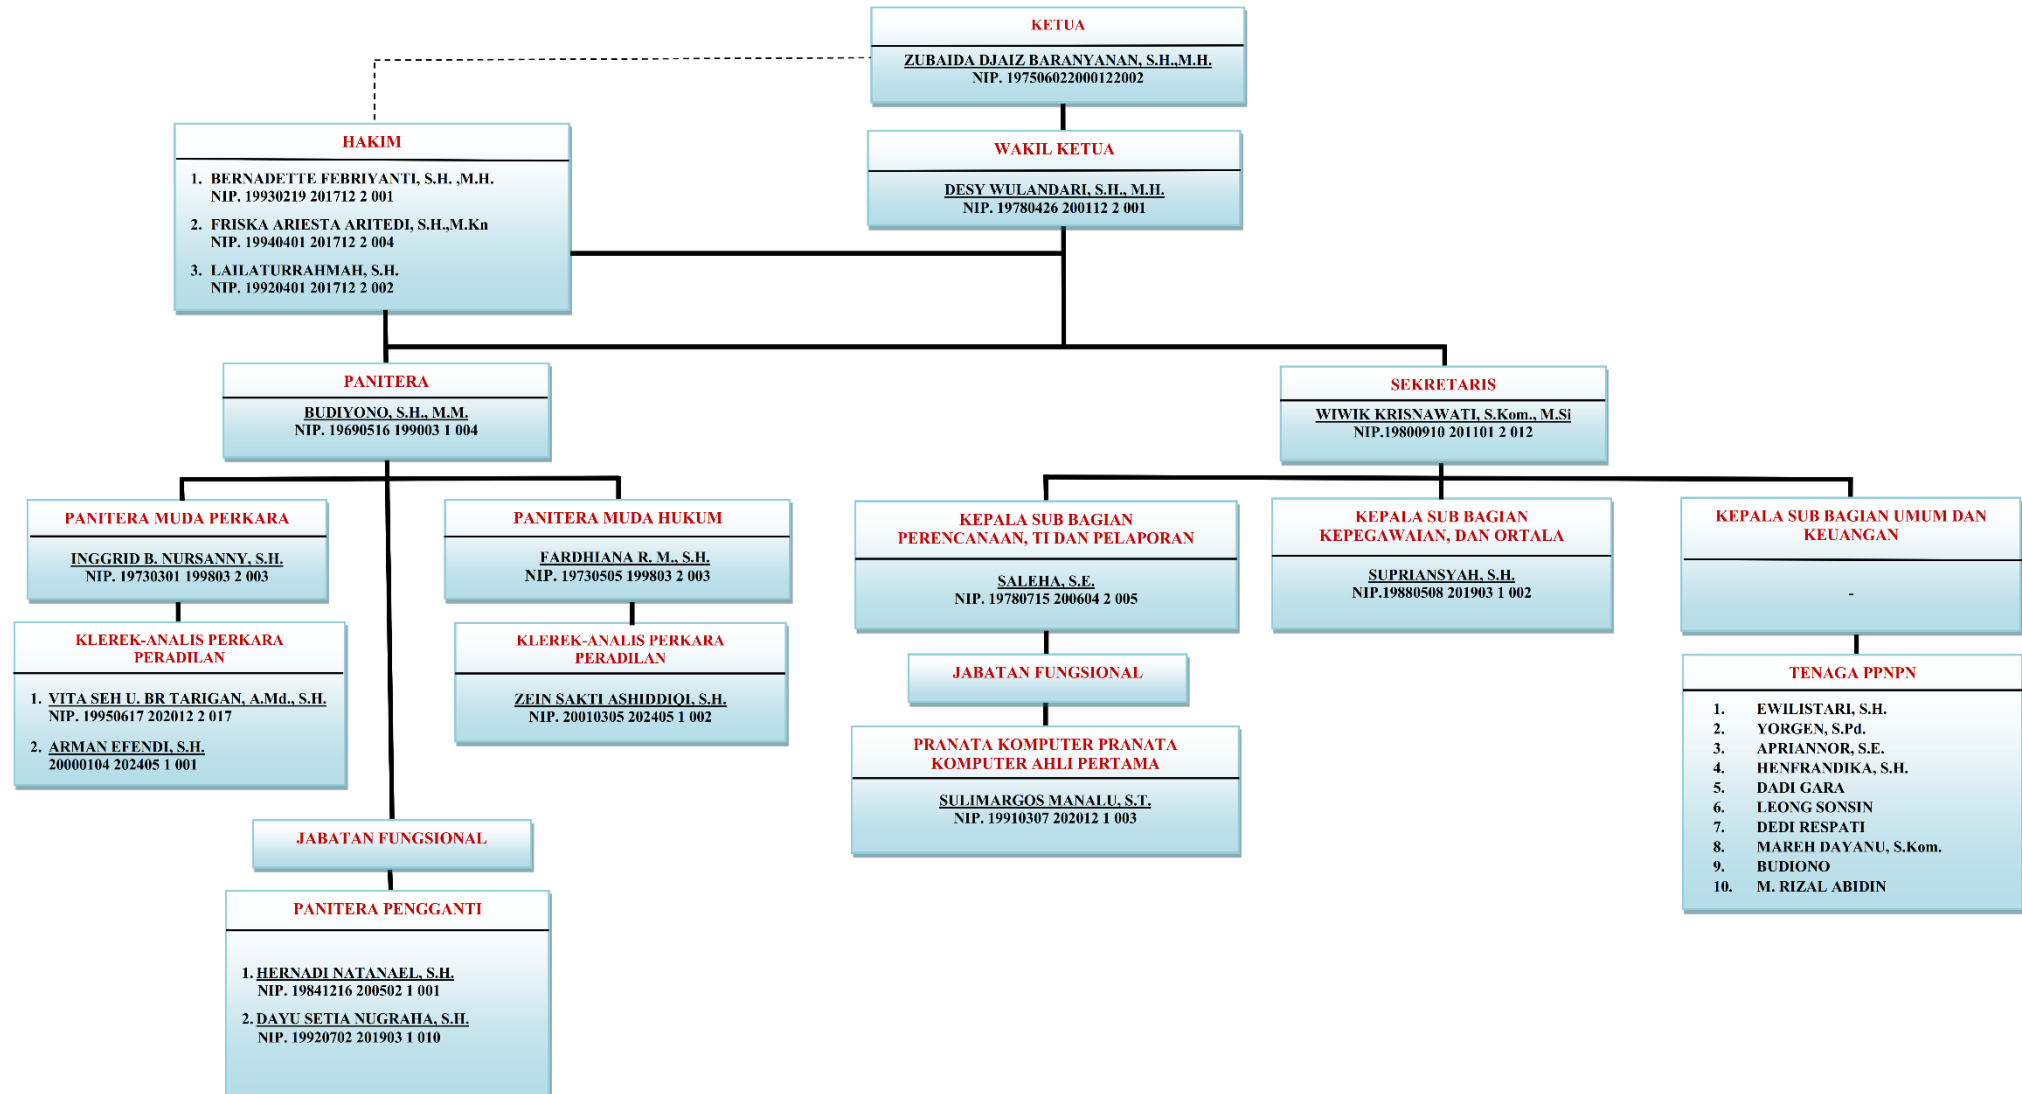 KETUA
ZUBAIDA DJAIZ BARANYANAN, S.H.,M.H.
NIP. 197506022000122002
HAKIM
1. BERNADETTE FEBRIYANTI, S.H. ,M.H.
NIP. 19930219 201712 2 001
2. FRISKA ARIESTA ARITEDI, S.H.,M.Kn
NIP. 19940401 201712 2 004
3. LAILATURRAHMAH, S.H.
NIP. 19920401 201712 2 002
WAKIL KETUA
DESY WULANDARI, S.H., M.H.
NIP. 19780426 200112 2 001
PANITERA
BUDIYONO, S.H., M.M.
NIP. 19690516 199003 1 004
SEKRETARIS
WIWIK KRISNAWATI, S.Kom., M.Si
NIP.19800910 201101 2 012
PANITERA MUDA PERKARA
INGGRID B. NURSANNY, S.H.
NIP. 19730301 199803 2 003
PANITERA MUDA HUKUM
FARDHIANA R. M., S.H.
NIP. 19730505 199803 2 003
KEPALA SUB BAGIAN
PERENCANAAN, TI DAN PELAPORAN
SALEHA, S.E.
NIP. 19780715 200604 2 005
KEPALA SUB BAGIAN
KEPEGAWAIAN, DAN ORTALA
SUPRIANSYAH, S.H.
NIP.19880508 201903 1 002
KEPALA SUB BAGIAN UMUM DAN
KEUANGAN
-
KLEREK-ANALIS PERKARA
PERADILAN
1. VITA SEH U. BR TARIGAN, A.Md., S.H.
NIP. 19950617 202012 2 017
2. ARMAN EFENDI, S.H.
20000104 202405 1 001
KLEREK-ANALIS PERKARA
PERADILAN
ZEIN SAKTI ASHIDDIQI, S.H.
NIP. 20010305 202405 1 002
JABATAN FUNGSIONAL
PRANATA KOMPUTER PRANATA
KOMPUTER AHLI PERTAMA
SULIMARGOS MANALU, S.T.
NIP. 19910307 202012 1 003
TENAGA PPNPN
1. EWILISTARI, S.H.
2. YORGEN, S.Pd.
3. APRIANNOR, S.E.
4. HENFRANDIKA, S.H.
5. DADI GARA
6. LEONG SONSIN
7. DEDI RESPATI
8. MAREH DAYANU, S.Kom.
9. BUDIONO
10. M. RIZAL ABIDIN
JABATAN FUNGSIONAL
PANITERA PENGGANTI
1. HERNADI NATANAEL, S.H.
NIP. 19841216 200502 1 001
2. DAYU SETIA NUGRAHA, S.H.
NIP. 19920702 201903 1 010